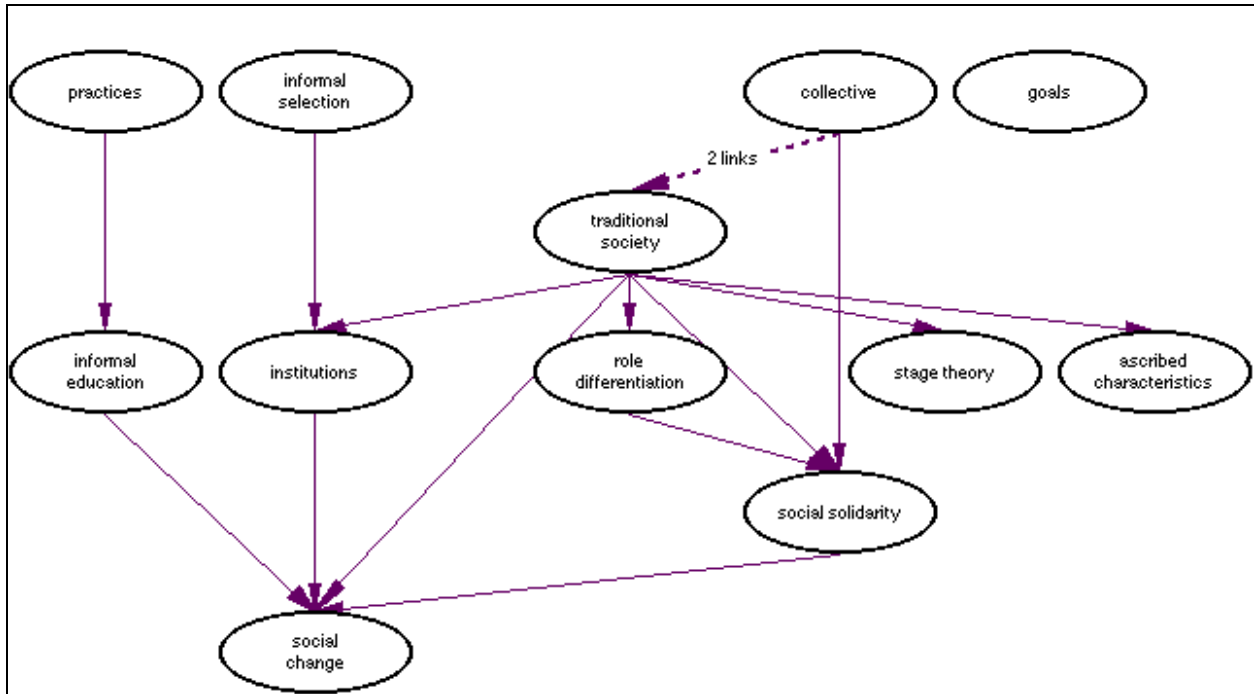 practices
informal
selection
collective
goals
2 links
traditional
society
informal
education
institutions
role
differentiation
stage theory
ascribed
characteristics
social solidarity
social
change